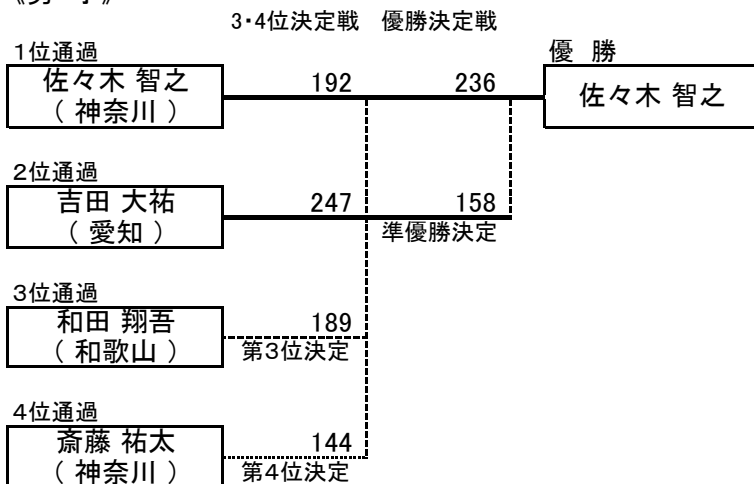 3・4位決定戦 優勝決定戦
1位通過
優 勝
佐々木 智之
( 神奈川 )
192
236
佐々木 智之
2位通過
吉田 大祐
( 愛知 )
247
158
準優勝決定
3位通過
和田 翔吾
( 和歌山 )
189
第3位決定
4位通過
斎藤 祐太
( 神奈川 )
144
第4位決定